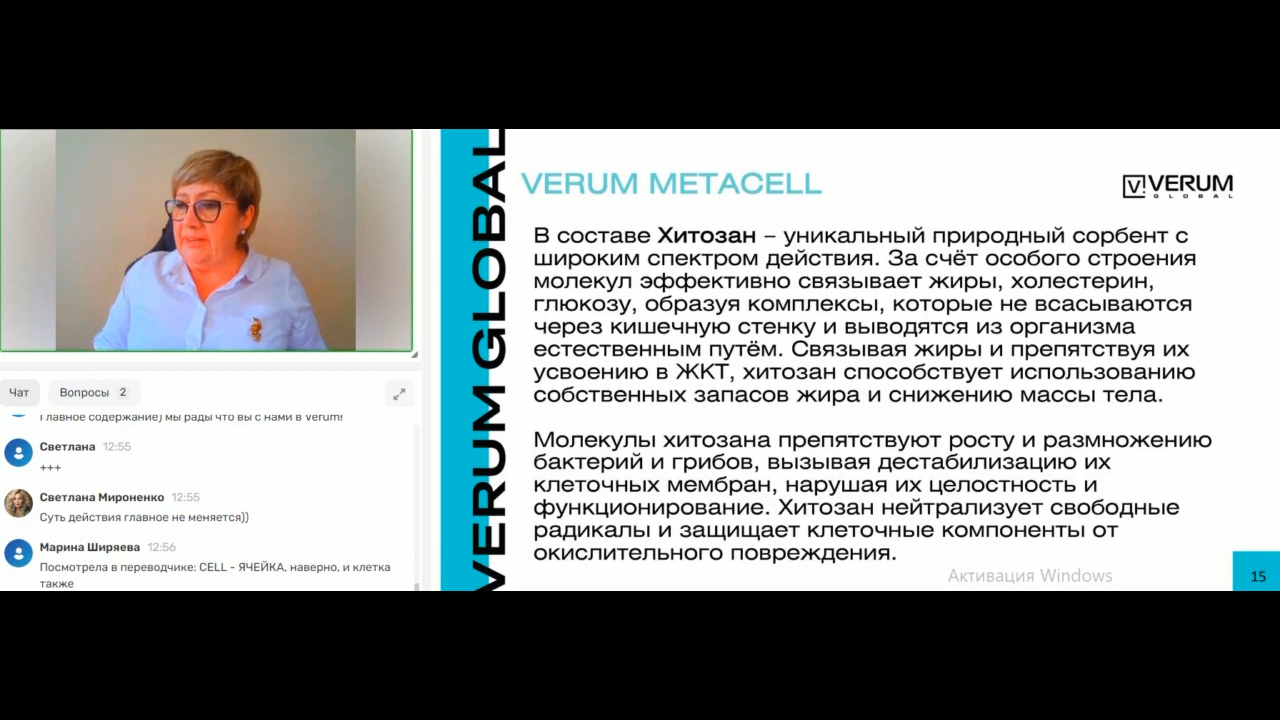 Чат
Вопросы 2
Главное содержание) мы рады что вы с нами в Verum!
Светлана 12:55
+++
Светлана Мироненко 12:55
Суть действия главное не меняется))
Марина Ширяева 12:56
Посмотрела в переводчике: CELL - ЯЧЕЙКА, наверно, и клетка
также
VERUM GLOBAL
VERUM METACELL
V! VERUM
GLOBAL
В составе Хитозан – уникальный природный сорбент с
широким спектром действия. За счёт особого строения
молекул эффективно связывает жиры, холестерин,
глюкозу, образуя комплексы, которые не всасываются
через кишечную стенку и выводятся из организма
естественным путём. Связывая жиры и препятствуя их
усвоению в ЖКТ, хитозан способствует использованию
собственных запасов жира и снижению массы тела.
Молекулы хитозана препятствуют росту и размножению
бактерий и грибов, вызывая дестабилизацию их
клеточных мембран, нарушая их целостность и
функционирование. Хитозан нейтрализует свободные
радикалы и защищает клеточные компоненты от
окислительного повреждения.
Активация Windows
15